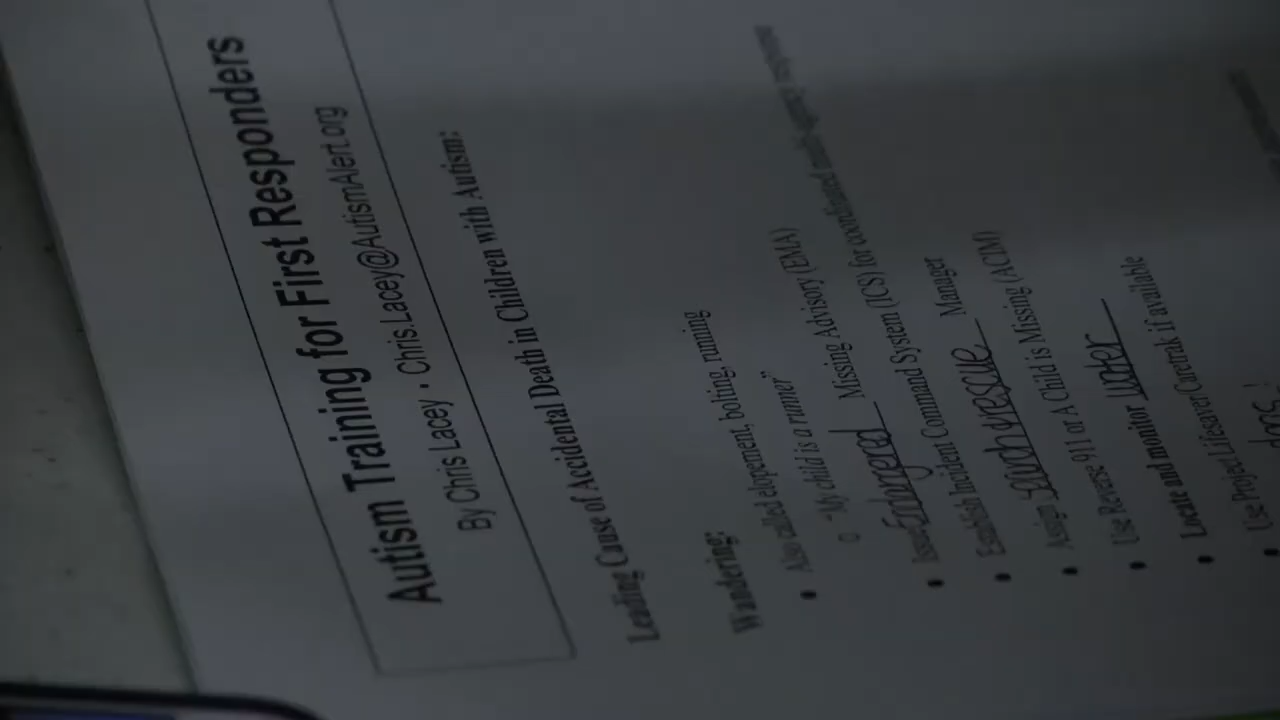 Autism Training for First Responders
By Chris Lacey • Chris.Lacey@AutismAlert.org
Leading Cause of Accidental Death in Children with Autism:
Wandering:
• Also called elopement, bolting, running
o "My child is a runner"
• Issue Endangered Missing Advisory (EMA)
• Establish Incident Command System (ICS) for coordinated multi-agency response
• Assign search & rescue Manager
• Use Reverse 911 or A Child is Missing (ACIM)
• Locate and monitor water
• Use Project Lifesaver/Caretrak if available